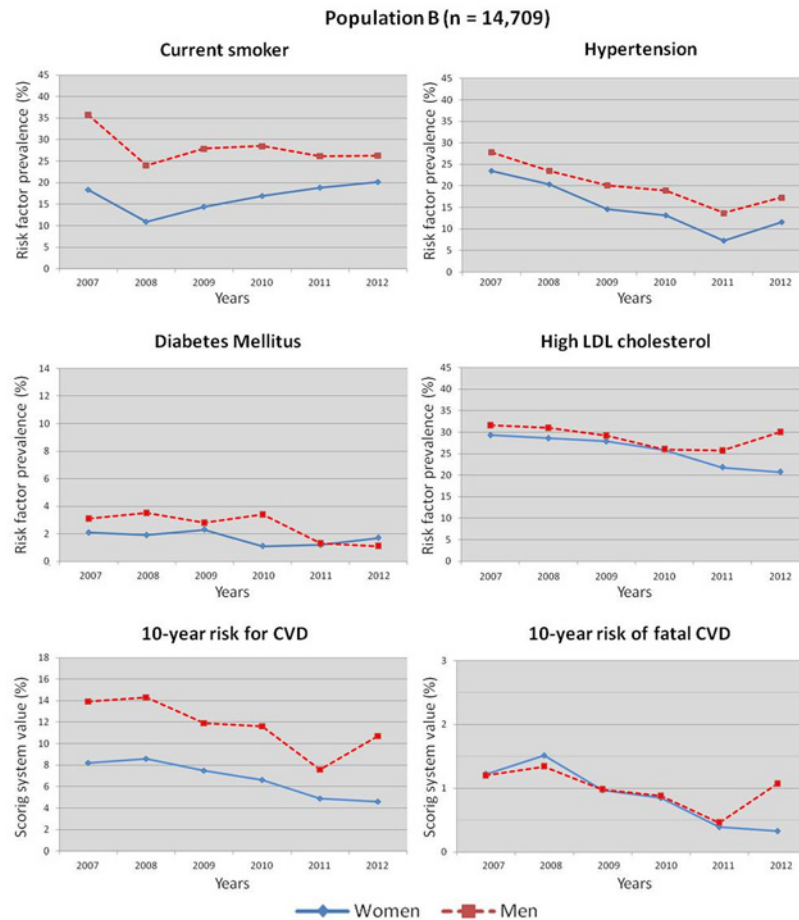 Population B (n = 14,709)
Current smoker
Risk factor prevalence (%)
45
40
35
30
25
20
15
10
5
0
2007 2008 2009 2010 2011 2012
Years
Hypertension
Risk factor prevalence (%)
45
40
35
30
25
20
15
10
5
0
2007 2008 2009 2010 2011 2012
Years
Diabetes Mellitus
Risk factor prevalence (%)
14
12
10
8
6
4
2
0
2007 2008 2009 2010 2011 2012
Years
High LDL cholesterol
Risk factor prevalence (%)
45
40
35
30
25
20
15
10
5
0
2007 2008 2009 2010 2011 2012
Years
10-year risk for CVD
Scorig system value (%)
18
16
14
12
10
8
6
4
2
0
2007 2008 2009 2010 2011 2012
Years
10-year risk of fatal CVD
Scorig system value (%)
3
2
1
0
2007 2008 2009 2010 2011 2012
Years
Women Men